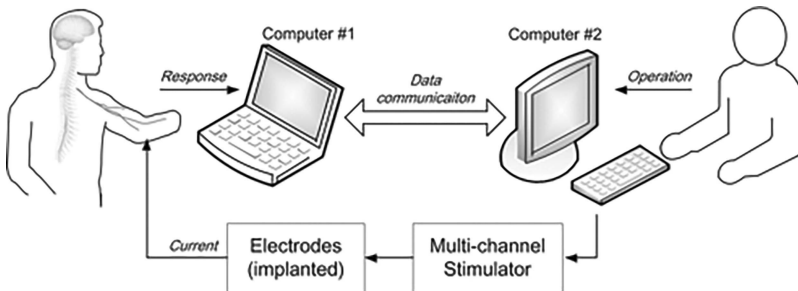 Computer #1
Computer #2
Response
Data
communicaiton
Operation
Current
Electrodes
(implanted)
Multi-channel
Stimulator